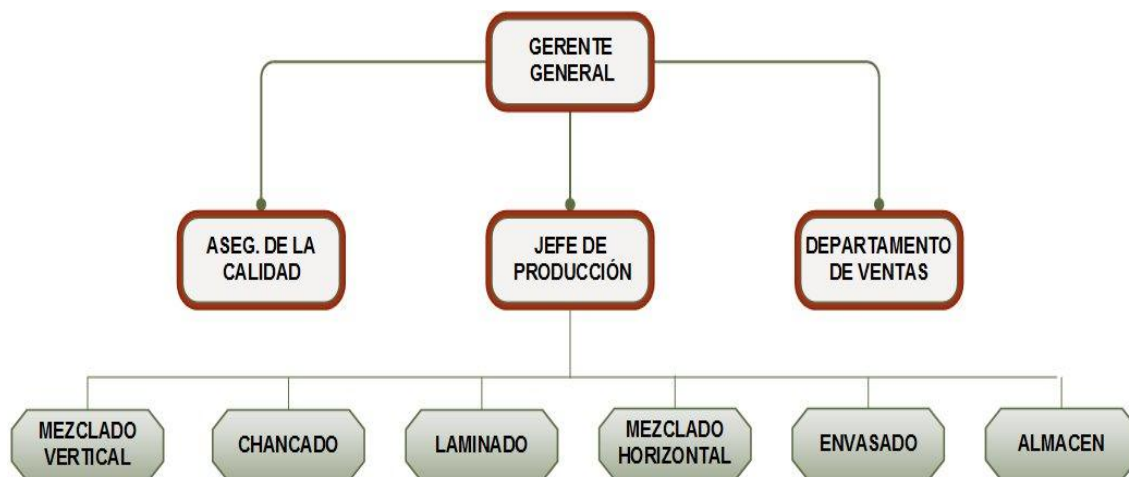 GERENTE
GENERAL
ASEG. DE LA
CALIDAD
JEFE DE
PRODUCCIÓN
DEPARTAMENTO
DE VENTAS
MEZCLADO
VERTICAL
CHANCADO
LAMINADO
MEZCLADO
HORIZONTAL
ENVASADO
ALMACEN